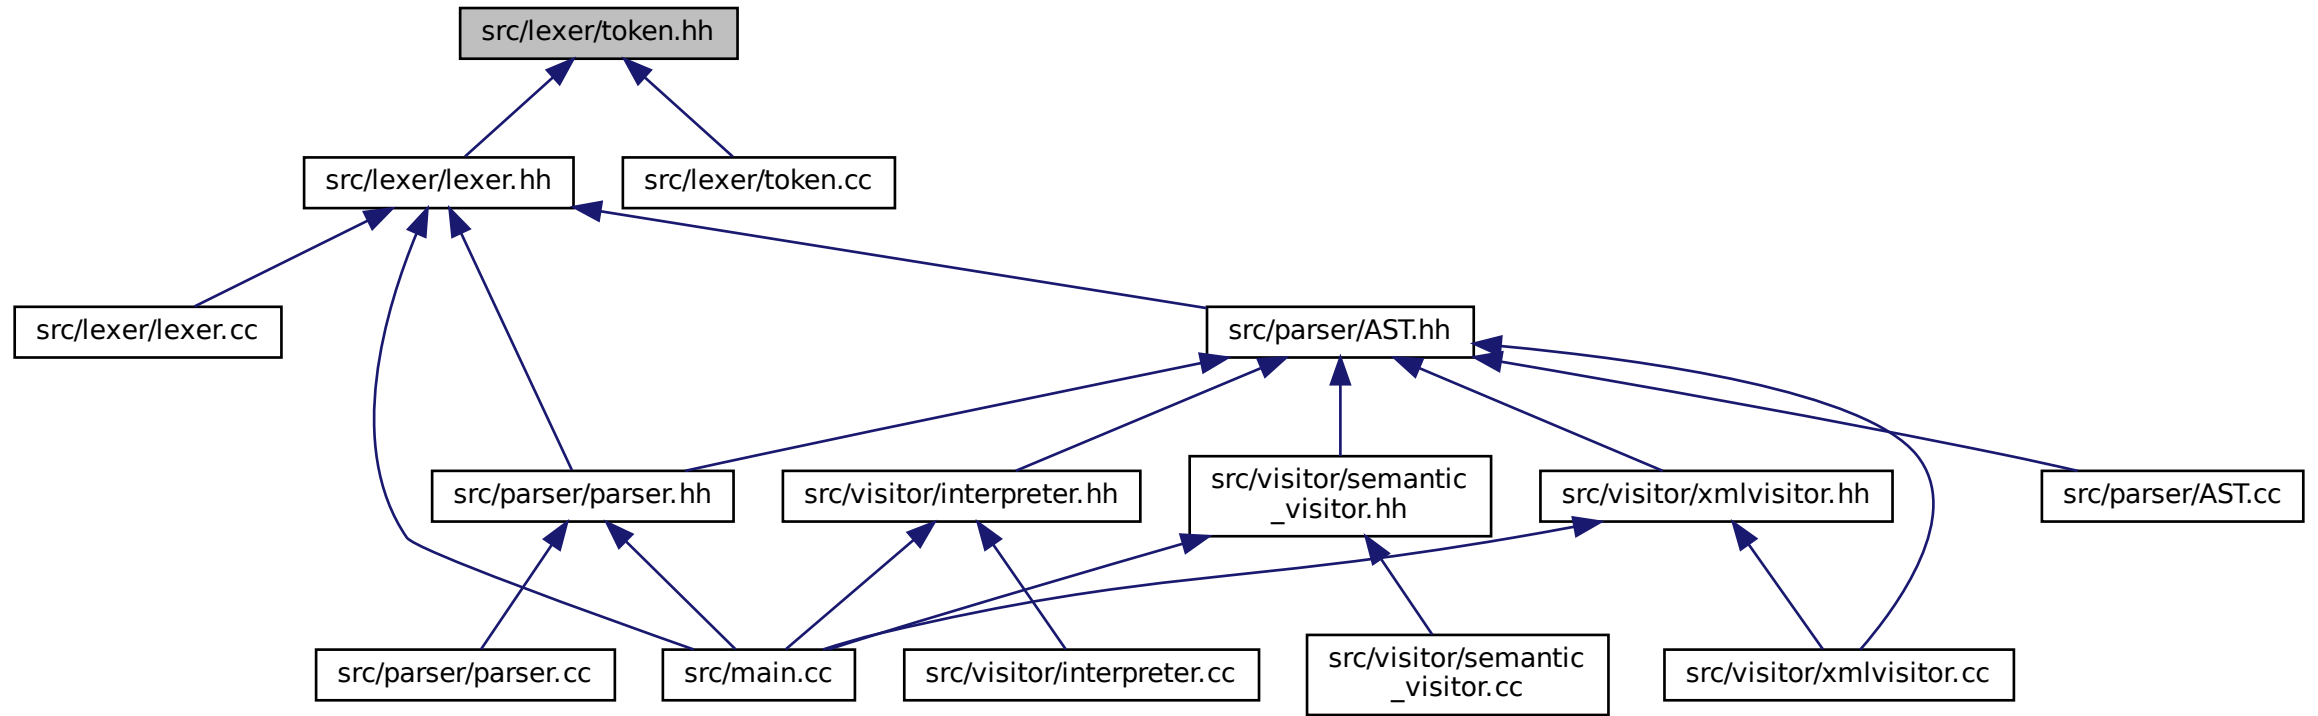 src/lexer/token.hh
src/lexer/lexer.hh
src/lexer/token.cc
src/lexer/lexer.cc
src/parser/AST.hh
src/parser/parser.hh
src/visitor/interpreter.hh
src/visitor/semantic
_visitor.hh
src/visitor/xmlvisitor.hh
src/parser/AST.cc
src/parser/parser.cc
src/main.cc
src/visitor/interpreter.cc
src/visitor/semantic
_visitor.cc
src/visitor/xmlvisitor.cc